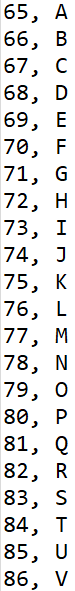 65, A
66, B
67, C
68, D
69, E
70, F
71, G
72, H
73, I
74, J
75, K
76, L
77, M
78, N
79, O
80, P
81, Q
82, R
83, S
84, T
85, U
86, V